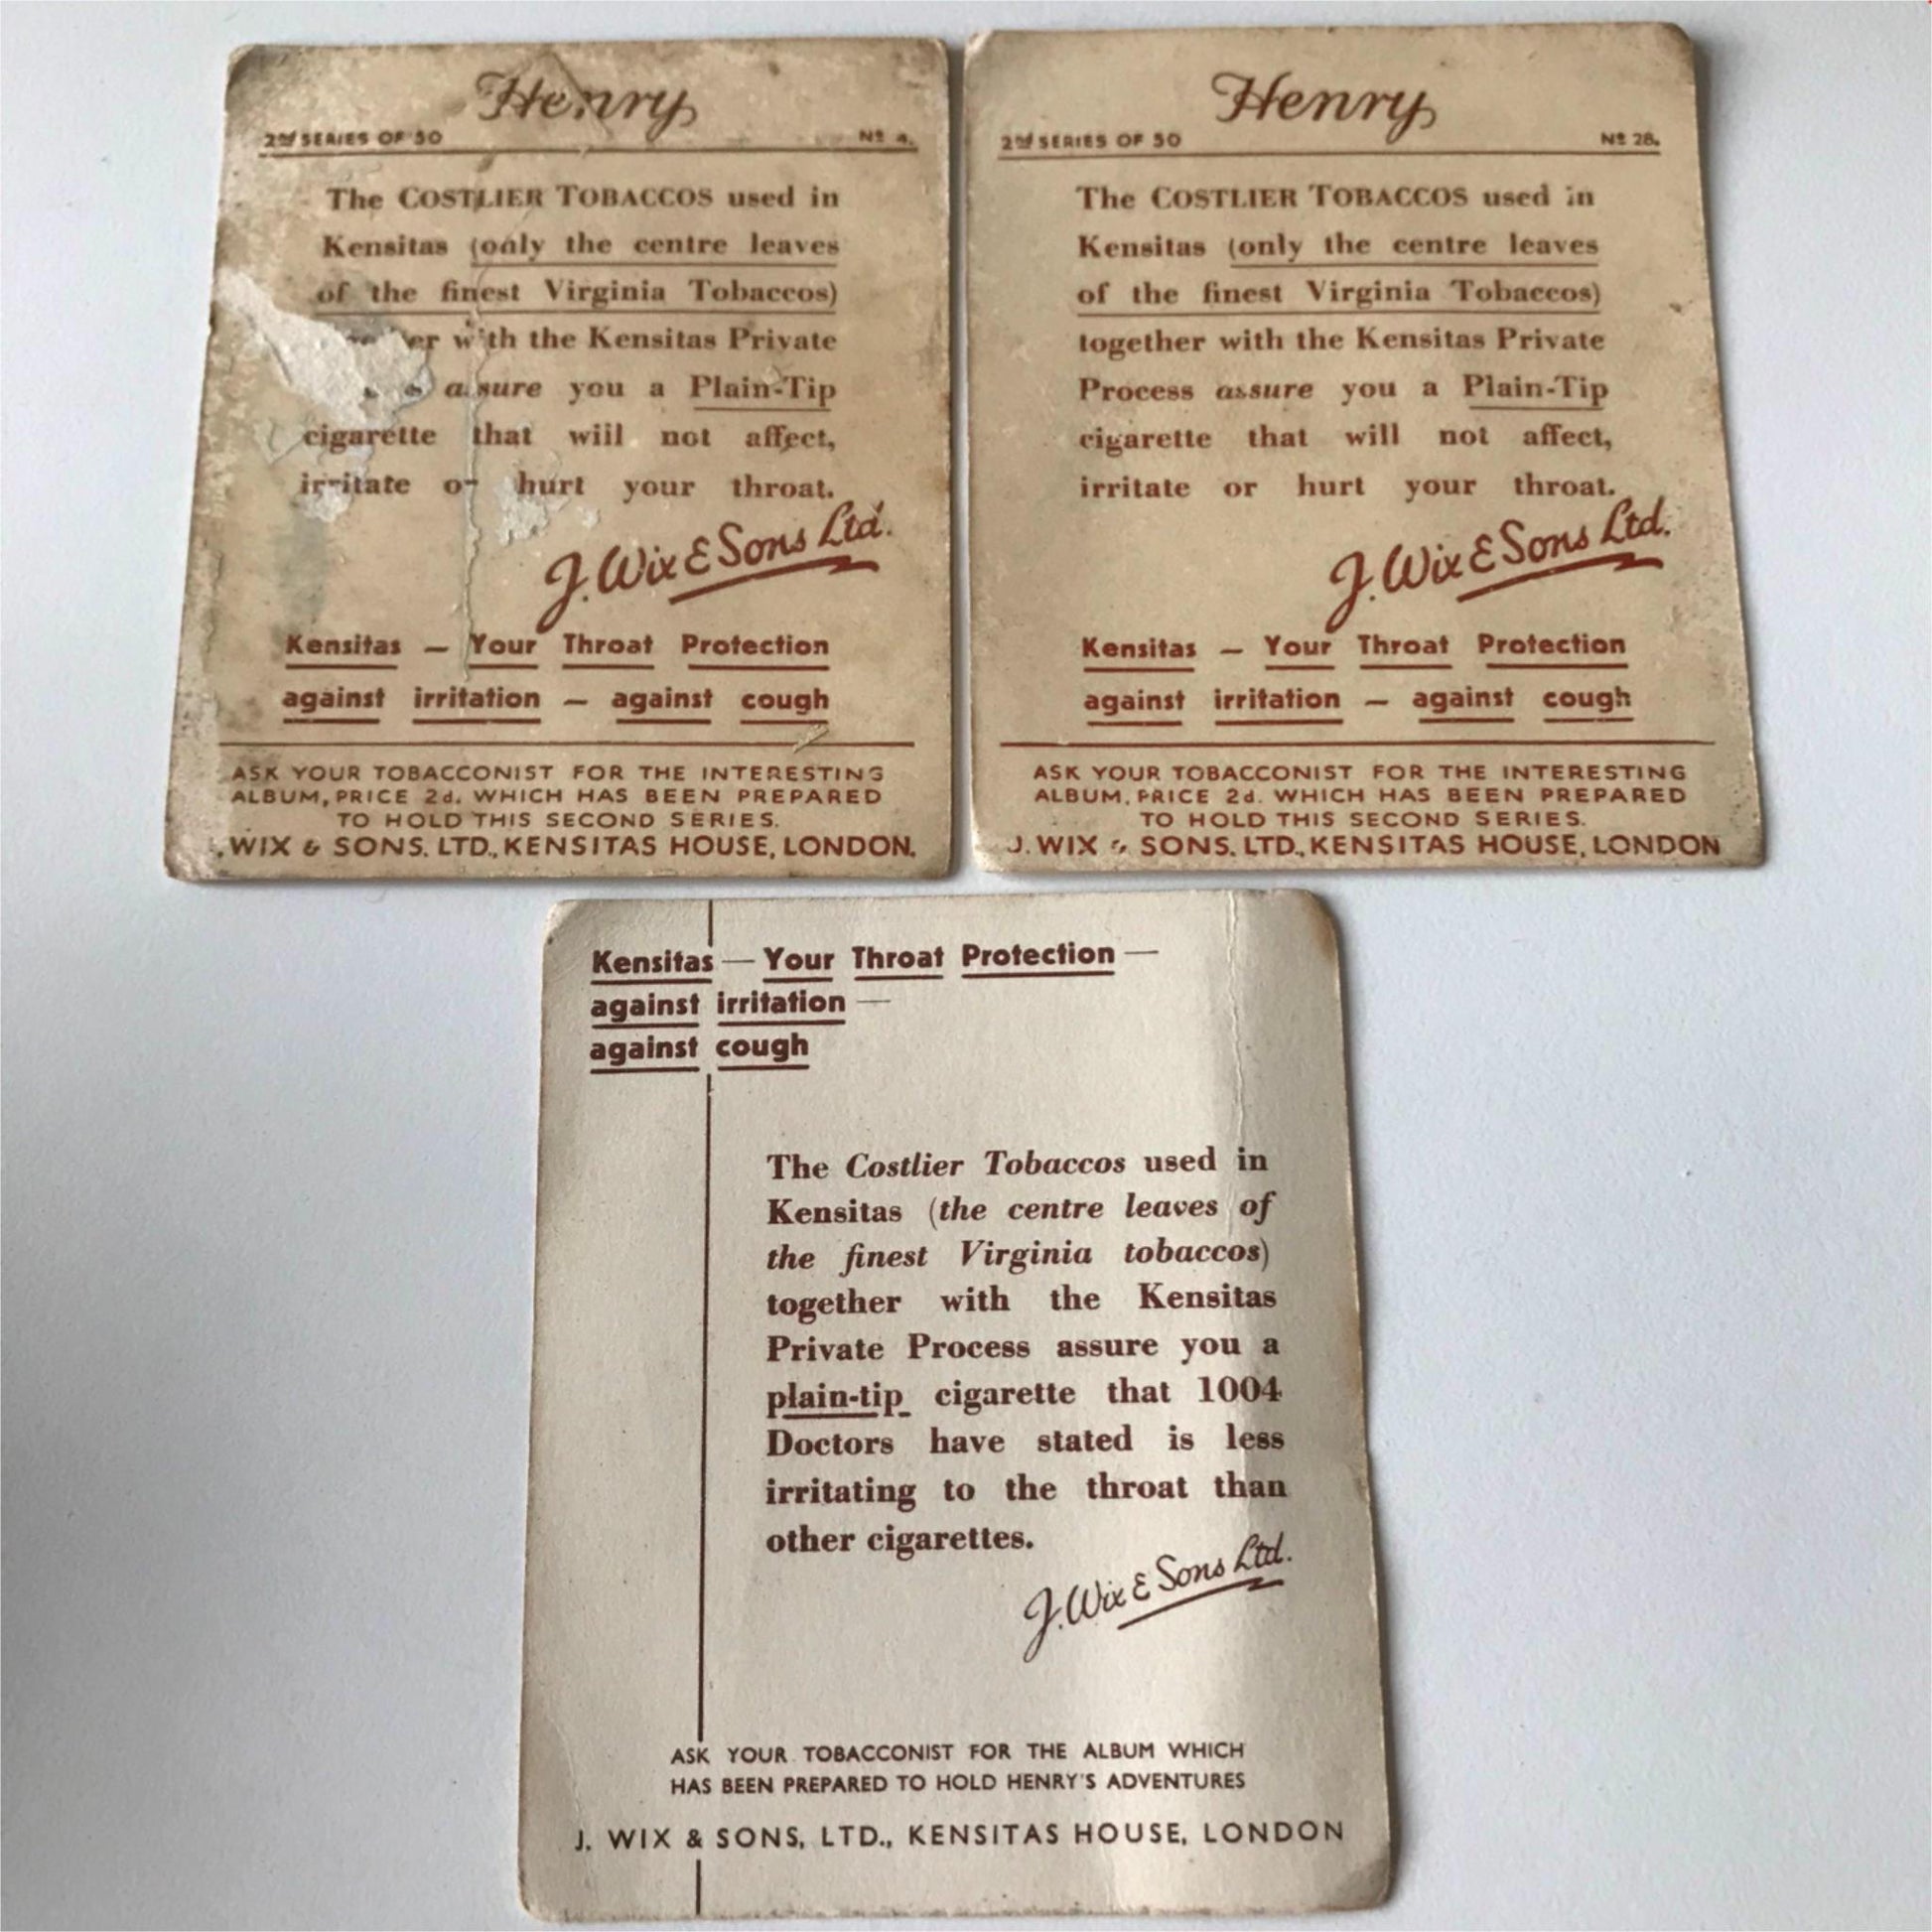 Henry
2nd SERIES OF 50 Nº 4.
The COSTLIER TOBACCOS used in
Kensitas (only the centre leaves
of the finest Virginia Tobaccos)
with the Kensitas Private
assure you a Plain-Tip
cigarette that will not affect,
irritate or hurt your throat.
J. Wix & Sons Ltd.
Kensitas — Your Throat Protection
against irritation — against cough
ASK YOUR TOBACCONIST FOR THE INTERESTING
ALBUM, PRICE 2d. WHICH HAS BEEN PREPARED
TO HOLD THIS SECOND SERIES.
. WIX & SONS. LTD., KENSITAS HOUSE, LONDON.
Henry
2nd SERIES OF 50 Nº 28.
The COSTLIER TOBACCOS used in
Kensitas (only the centre leaves
of the finest Virginia Tobaccos)
together with the Kensitas Private
Process assure you a Plain-Tip
cigarette that will not affect,
irritate or hurt your throat.
J. Wix & Sons Ltd.
Kensitas — Your Throat Protection
against irritation — against cough
ASK YOUR TOBACCONIST FOR THE INTERESTING
ALBUM, PRICE 2d. WHICH HAS BEEN PREPARED
TO HOLD THIS SECOND SERIES.
J. WIX & SONS. LTD., KENSITAS HOUSE, LONDON
Kensitas — Your Throat Protection —
against irritation —
against cough
The Costlier Tobaccos used in
Kensitas (the centre leaves of
the finest Virginia tobaccos)
together with the Kensitas
Private Process assure you a
plain-tip cigarette that 1004
Doctors have stated is less
irritating to the throat than
other cigarettes.
J. Wix & Sons Ltd.
ASK YOUR TOBACCONIST FOR THE ALBUM WHICH
HAS BEEN PREPARED TO HOLD HENRY'S ADVENTURES
J. WIX & SONS, LTD., KENSITAS HOUSE, LONDON